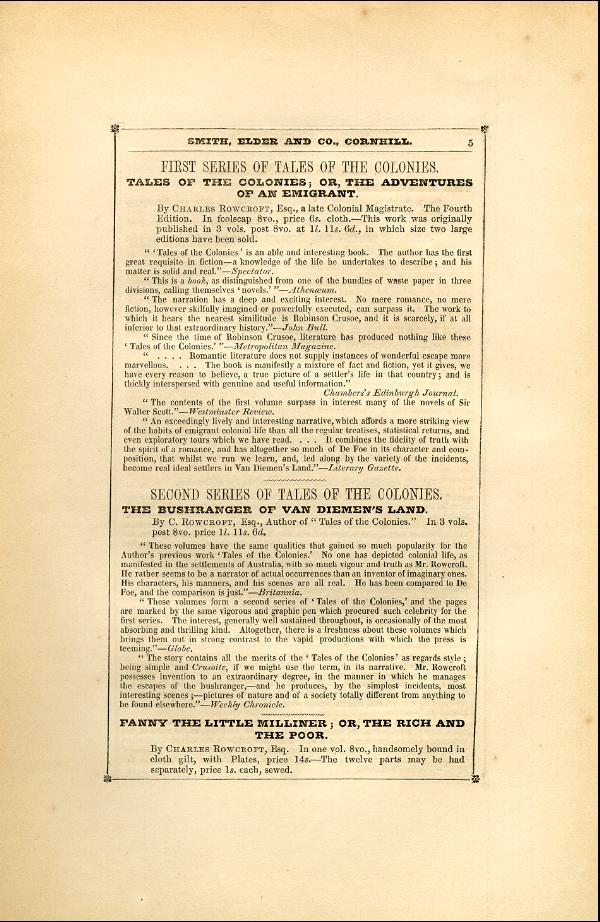 SMITH, ELDER AND CO., CORNHILL. 5
FIRST SERIES OF TALES OF THE COLONIES.
TALES OF THE COLONIES; OR, THE ADVENTURES
OF AN EMIGRANT.
By CHARLES ROWCROFT, Esq., a late Colonial Magistrate. The Fourth
Edition. In foolscap 8vo., price 6s. cloth.—This work was originally
published in 3 vols. post 8vo. at 1l. 11s. 6d., in which size two large
editions have been sold.
" 'Tales of the Colonies' is an able and interesting book. The author has the first
great requisite in fiction—a knowledge of the life he undertakes to describe; and his
matter is solid and real."—Spectator.
"This is a book, as distinguished from one of the bundles of waste paper in three
divisions, calling themselves 'novels.' "—Athenæum.
"The narration has a deep and exciting interest. No mere romance, no mere
fiction, however skilfully imagined or powerfully executed, can surpass it. The work to
which it bears the nearest similitude is Robinson Crusoe, and it is scarcely, if at all
inferior to that extraordinary history."—John Bull.
"Since the time of Robinson Crusoe, literature has produced nothing like these
'Tales of the Colonies.' "—Metropolitan Magazine.
" . . . . Romantic literature does not supply instances of wonderful escape more
marvellous. . . . The book is manifestly a mixture of fact and fiction, yet it gives, we
have every reason to believe, a true picture of a settler's life in that country; and is
thickly interspersed with genuine and useful information."
Chambers's Edinburgh Journal.
"The contents of the first volume surpass in interest many of the novels of Sir
Walter Scott."—Westminster Review.
"An exceedingly lively and interesting narrative, which affords a more striking view
of the habits of emigrant colonial life than all the regular treatises, statistical returns, and
even exploratory tours which we have read. . . . It combines the fidelity of truth with
the spirit of a romance, and has altogether so much of De Foe in its character and com-
position, that whilst we run we learn, and, led along by the variety of the incidents,
become real ideal settlers in Van Diemen's Land."—Literary Gazette.
SECOND SERIES OF TALES OF THE COLONIES.
THE BUSHRANGER OF VAN DIEMEN'S LAND.
By C. ROWCROFT, Esq., Author of "Tales of the Colonies." In 3 vols.
post 8vo. price 1l. 11s. 6d.
"These volumes have the same qualities that gained so much popularity for the
Author's previous work 'Tales of the Colonies.' No one has depicted colonial life, as
manifested in the settlements of Australia, with so much vigour and truth as Mr. Rowcroft.
He rather seems to be a narrator of actual occurrences than an inventor of imaginary ones.
His characters, his manners, and his scenes are all real. He has been compared to De
Foe, and the comparison is just."—Britannia.
"These volumes form a second series of 'Tales of the Colonies,' and the pages
are marked by the same vigorous and graphic pen which procured such celebrity for the
first series. The interest, generally well sustained throughout, is occasionally of the most
absorbing and thrilling kind. Altogether, there is a freshness about these volumes which
brings them out in strong contrast to the vapid productions with which the press is
teeming."—Globe.
"The story contains all the merits of the 'Tales of the Colonies' as regards style;
being simple and Crusoite, if we might use the term, in its narrative. Mr. Rowcroft
possesses invention to an extraordinary degree, in the manner in which he manages
the escapes of the bushranger,—and he produces, by the simplest incidents, most
interesting scenes;—pictures of nature and of a society totally different from anything to
be found elsewhere."—Weekly Chronicle.
FANNY THE LITTLE MILLINER; OR, THE RICH AND
THE POOR.
By CHARLES ROWCROFT, Esq. In one vol. 8vo., handsomely bound in
cloth gilt, with Plates, price 14s.—The twelve parts may be had
separately, price 1s. each, sewed.